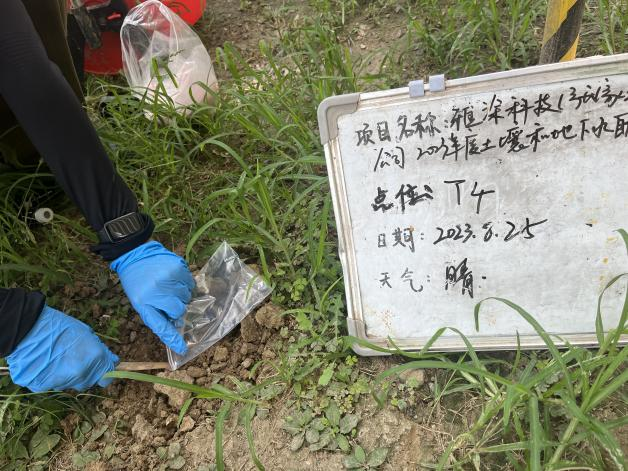 项目名称:雅涂科技(
公司2023年度土壤和地下水
点位: T4
日期: 2023.8.25
天气: 晴.